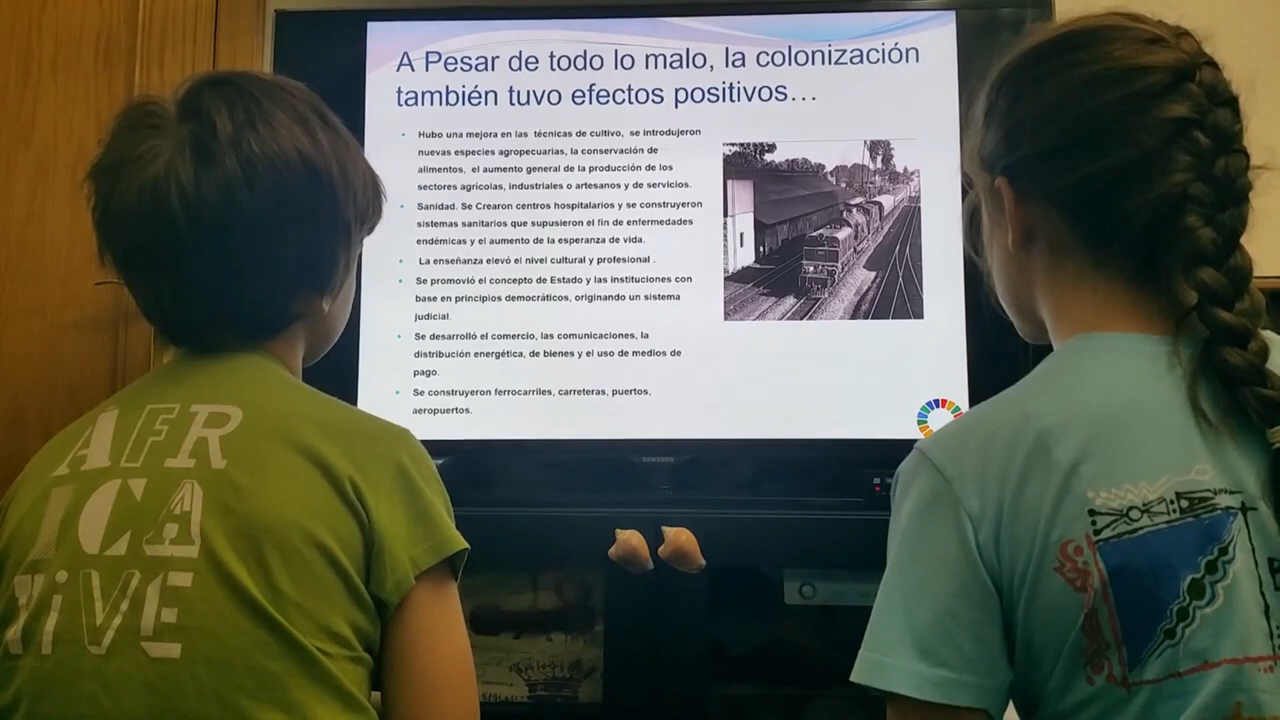 A Pesar de todo lo malo, la colonización
también tuvo efectos positivos…
Hubo una mejora en las técnicas de cultivo, se introdujeron
nuevas especies agropecuarias, la conservación de
alimentos, el aumento general de la producción de los
sectores agrícolas, industriales o artesanos y de servicios.
Sanidad. Se Crearon centros hospitalarios y se construyeron
sistemas sanitarios que supusieron el fin de enfermedades
endémicas y el aumento de la esperanza de vida.
La enseñanza elevó el nivel cultural y profesional .
Se promovió el concepto de Estado y las instituciones con
base en principios democráticos, originando un sistema
judicial.
Se desarrolló el comercio, las comunicaciones, la
distribución energética, de bienes y el uso de medios de
pago.
Se construyeron ferrocarriles, carreteras, puertos,
aeropuertos.
SAMSUNG
AFR
ICA
TiVE